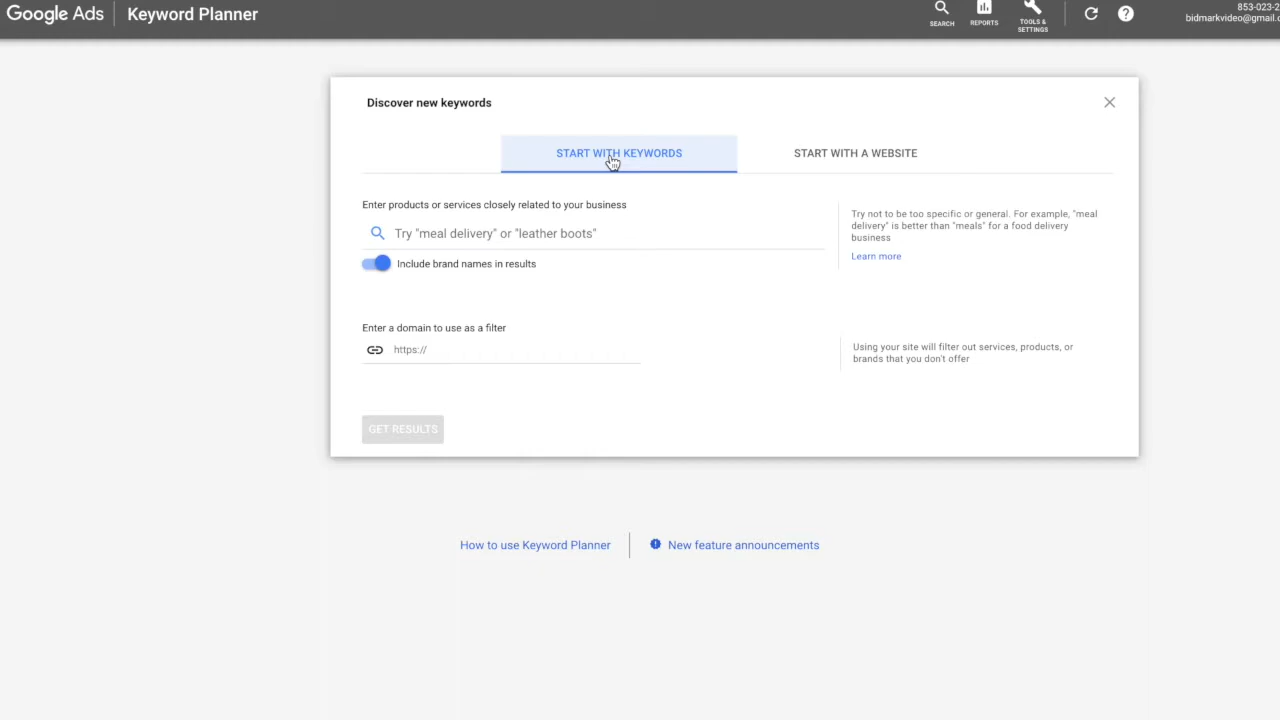 Google Ads
Keyword Planner
SEARCH
REPORTS
TOOLS &
SETTINGS
853-023-2
bidmarkvideo@gmail.c
Discover new keywords
START WITH KEYWORDS
START WITH A WEBSITE
Enter products or services closely related to your business
Try "meal delivery" or "leather boots"
Include brand names in results
Try not to be too specific or general. For example, "meal
delivery" is better than "meals" for a food delivery
business
Learn more
Enter a domain to use as a filter
https://
Using your site will filter out services, products, or
brands that you don't offer
GET RESULTS
How to use Keyword Planner
New feature announcements